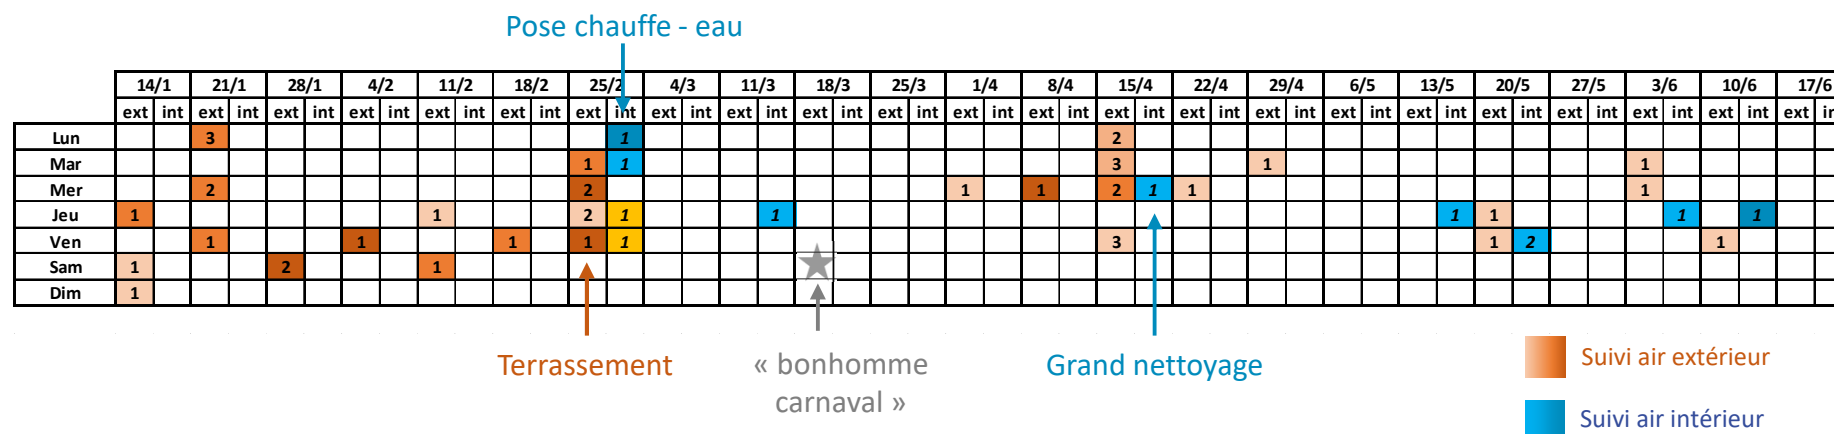 Pose chauffe - eau
14/1 21/1 28/1 4/2 11/2 18/2 25/2 4/3 11/3 18/3 25/3 1/4 8/4 15/4 22/4 29/4 6/5 13/5 20/5 27/5 3/6 10/6 17/6
ext int ext int ext int ext int ext int ext int ext int ext int ext int ext int ext int ext int ext int ext int ext int ext int ext int ext int ext int ext int ext int ext int ext in
Lun 3 1 2
Mar 1 1 3 1 1
Mer 2 2 1 1 2 1 1 1
Jeu 1 1 2 1 1 1 1 1 1
Ven 1 1 1 1 1 3 1 2 1
Sam 1 2 1
Dim 1
Terrassement
« bonhomme
carnaval »
Grand nettoyage
Suivi air extérieur
Suivi air intérieur